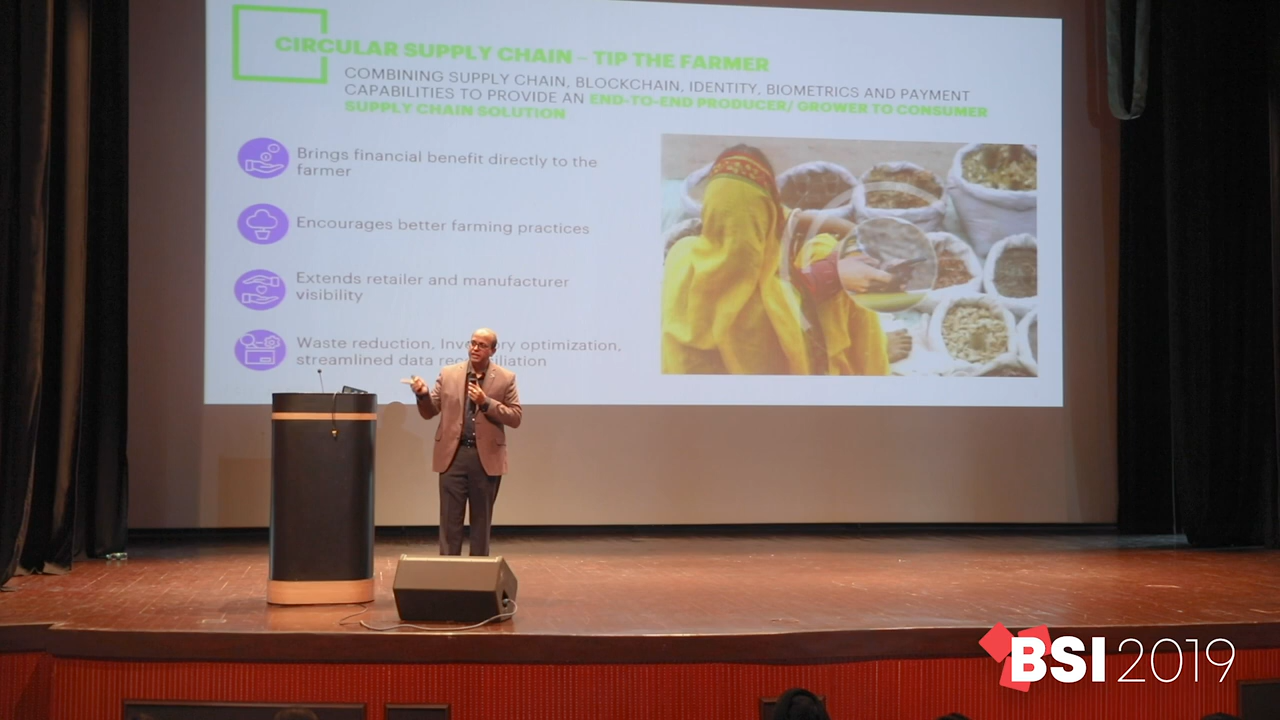 CIRCULAR SUPPLY CHAIN – TIP THE FARMER
COMBINING SUPPLY CHAIN, BLOCKCHAIN, IDENTITY, BIOMETRICS AND PAYMENT
CAPABILITIES TO PROVIDE AN END-TO-END PRODUCER/ GROWER TO CONSUMER
SUPPLY CHAIN SOLUTION
Brings financial benefit directly to the
farmer
Encourages better farming practices
Extends retailer and manufacturer
visibility
Waste reduction, Inventory optimization,
streamlined data reconciliation
BSI 2019